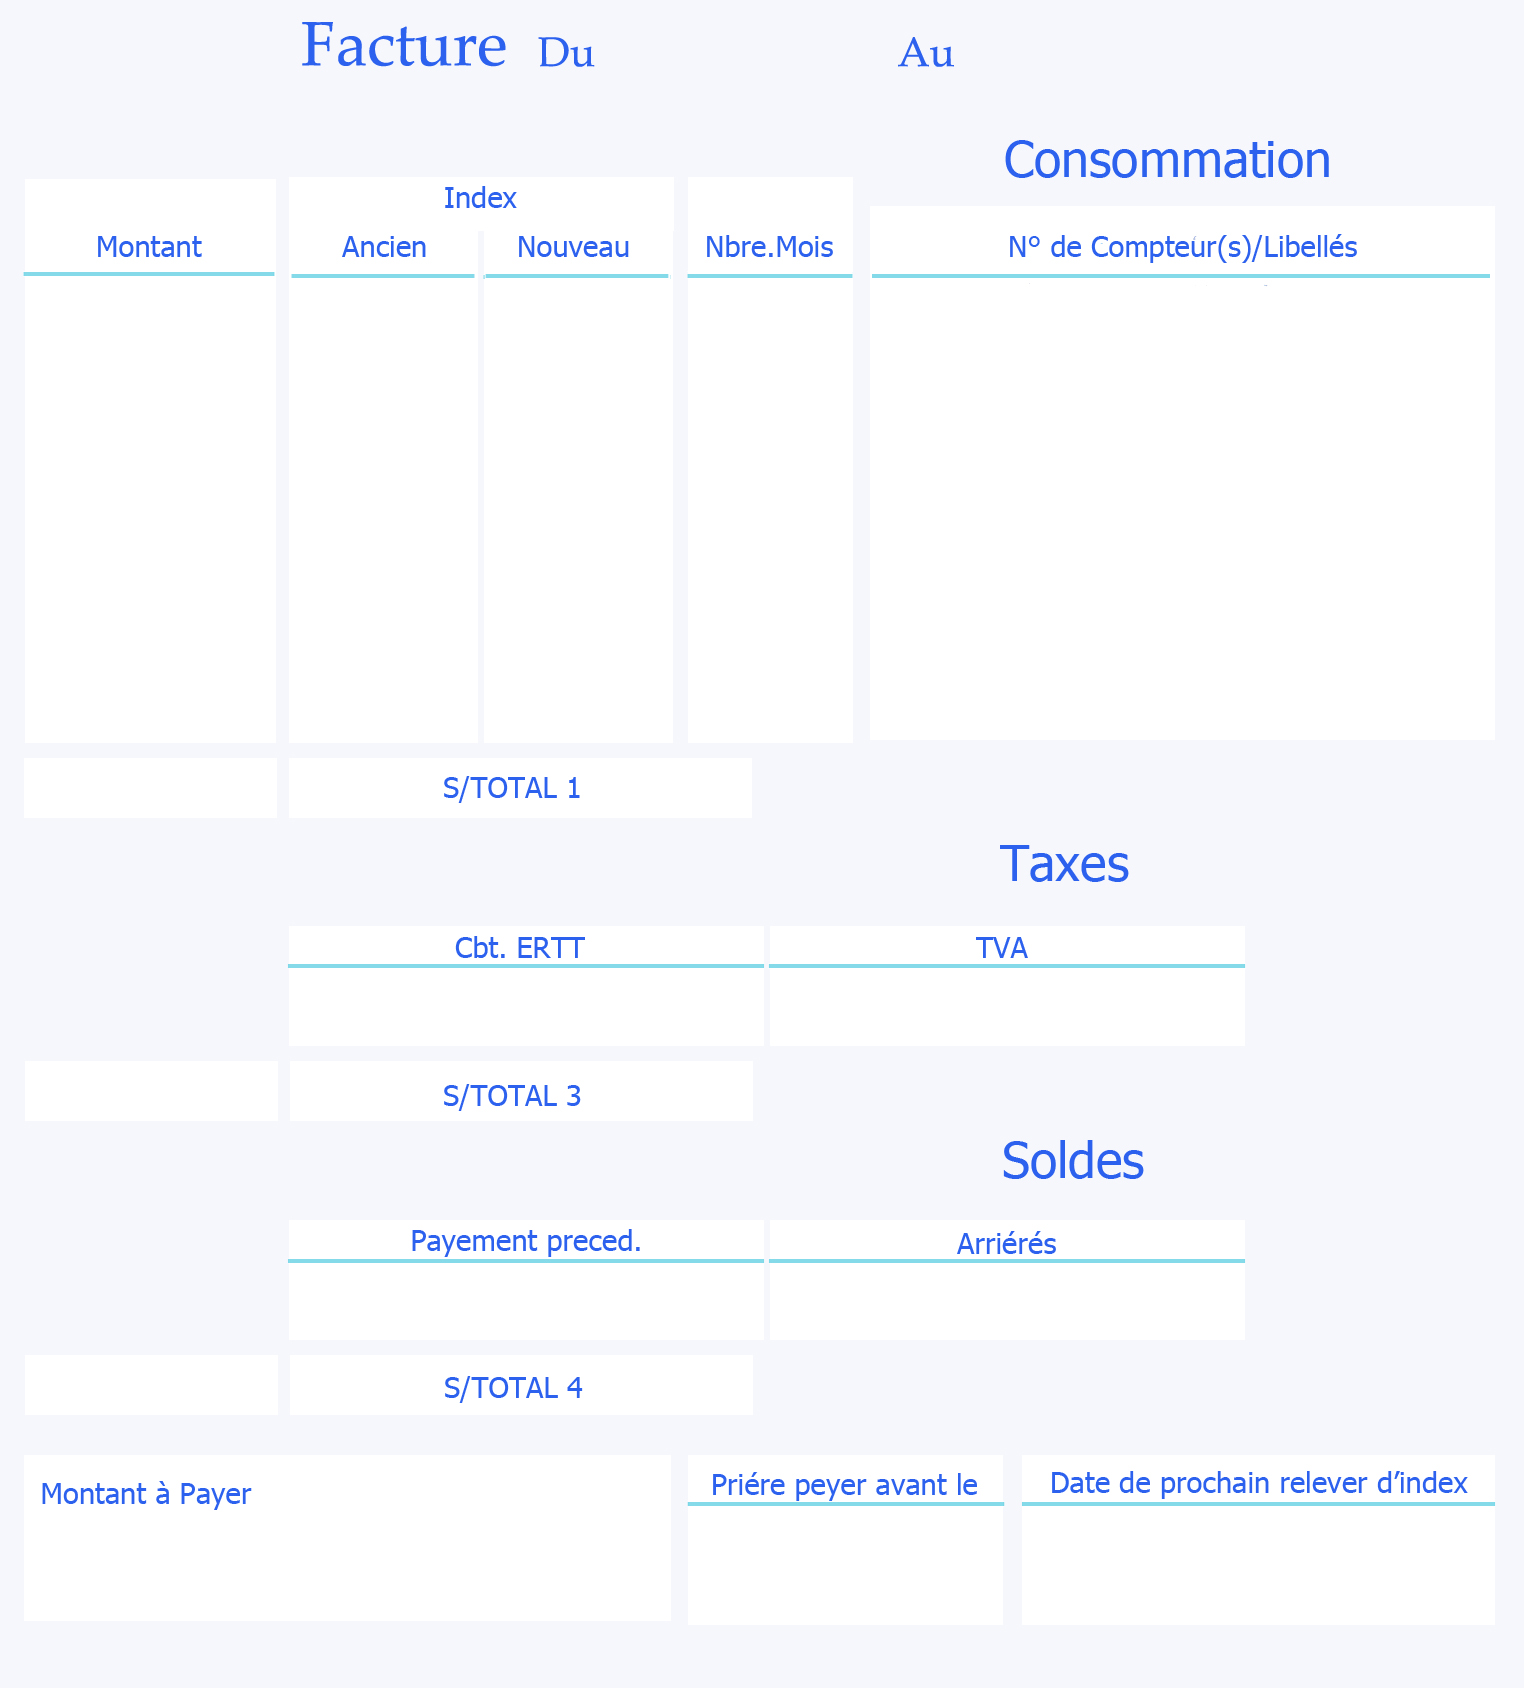 Facture Du Au
Consommation
Index
Montant Ancien Nouveau Nbre.Mois N° de Compteur(s)/Libellés
S/TOTAL 1
Taxes
Cbt. ERTT TVA
S/TOTAL 3
Soldes
Payement preced. Arriérés
S/TOTAL 4
Montant à Payer Priére peyer avant le Date de prochain relever d’index